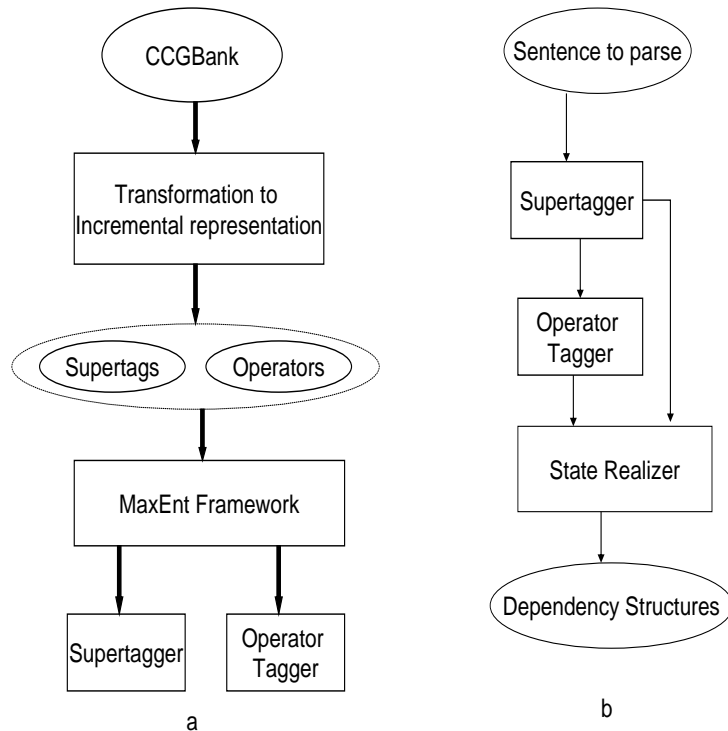 CCGBank
Transformation to
Incremental representation
Supertags
Operators
MaxEnt Framework
Supertagger
Operator
Tagger
a
Sentence to parse
Supertagger
Operator
Tagger
State Realizer
Dependency Structures
b